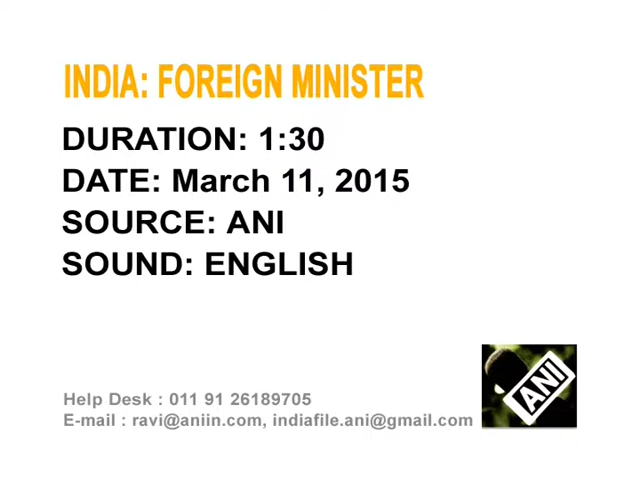 INDIA: FOREIGN MINISTER
DURATION: 1:30
DATE: March 11, 2015
SOURCE: ANI
SOUND: ENGLISH
Help Desk : 011 91 26189705
E-mail : ravi@aniin.com, indiafile.ani@gmail.com
ANI